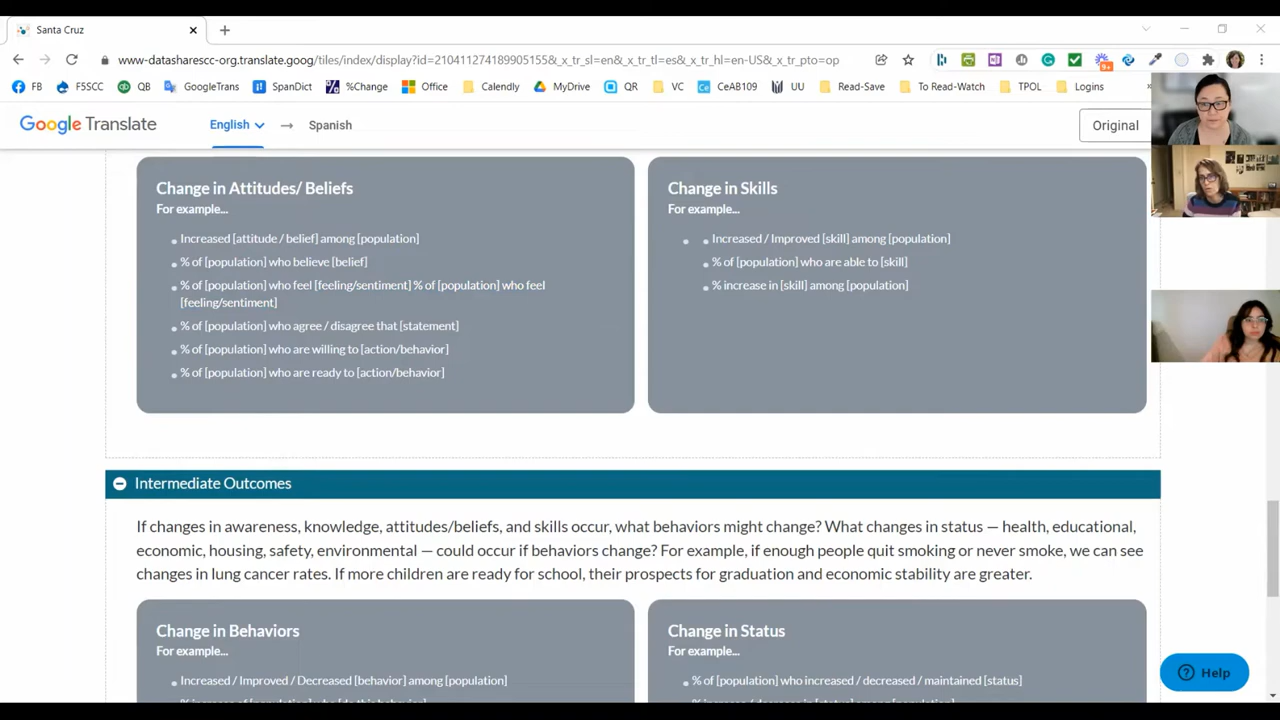 Santa Cruz
www-datasharescc-org.translate.goog/tiles/index/display?id=210411274189905155&_x_tr_sl=en&_x_tr_tl=es&_x_tr_hl=en-US&_x_tr_pto=op
9+
FB
F5SCC
QB
GoogleTrans
SpanDict
%Change
Office
Calendly
MyDrive
QR
VC
CeAB109
UU
Read-Save
To Read-Watch
TPOL
Logins
Google Translate
English
Spanish
Original
Change in Attitudes/ Beliefs
For example...
Increased [attitude / belief] among [population]
% of [population] who believe [belief]
% of [population] who feel [feeling/sentiment] % of [population] who feel
[feeling/sentiment]
% of [population] who agree / disagree that [statement]
% of [population] who are willing to [action/behavior]
% of [population] who are ready to [action/behavior]
Change in Skills
For example...
Increased / Improved [skill] among [population]
% of [population] who are able to [skill]
% increase in [skill] among [population]
Intermediate Outcomes
If changes in awareness, knowledge, attitudes/beliefs, and skills occur, what behaviors might change? What changes in status — health, educational,
economic, housing, safety, environmental — could occur if behaviors change? For example, if enough people quit smoking or never smoke, we can see
changes in lung cancer rates. If more children are ready for school, their prospects for graduation and economic stability are greater.
Change in Behaviors
For example...
Increased / Improved / Decreased [behavior] among [population]
Change in Status
For example...
% of [population] who increased / decreased / maintained [status]
Help